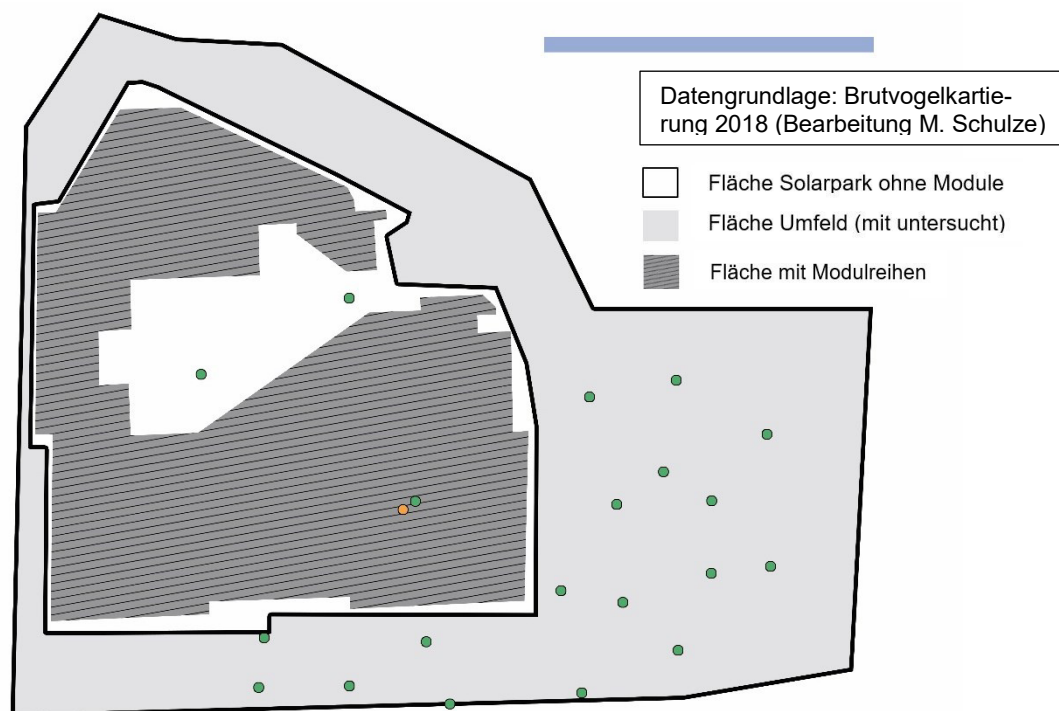 Datengrundlage: Brutvogelkartie-
rung 2018 (Bearbeitung M. Schulze)
Fläche Solarpark ohne Module
Fläche Umfeld (mit untersucht)
Fläche mit Modulreihen